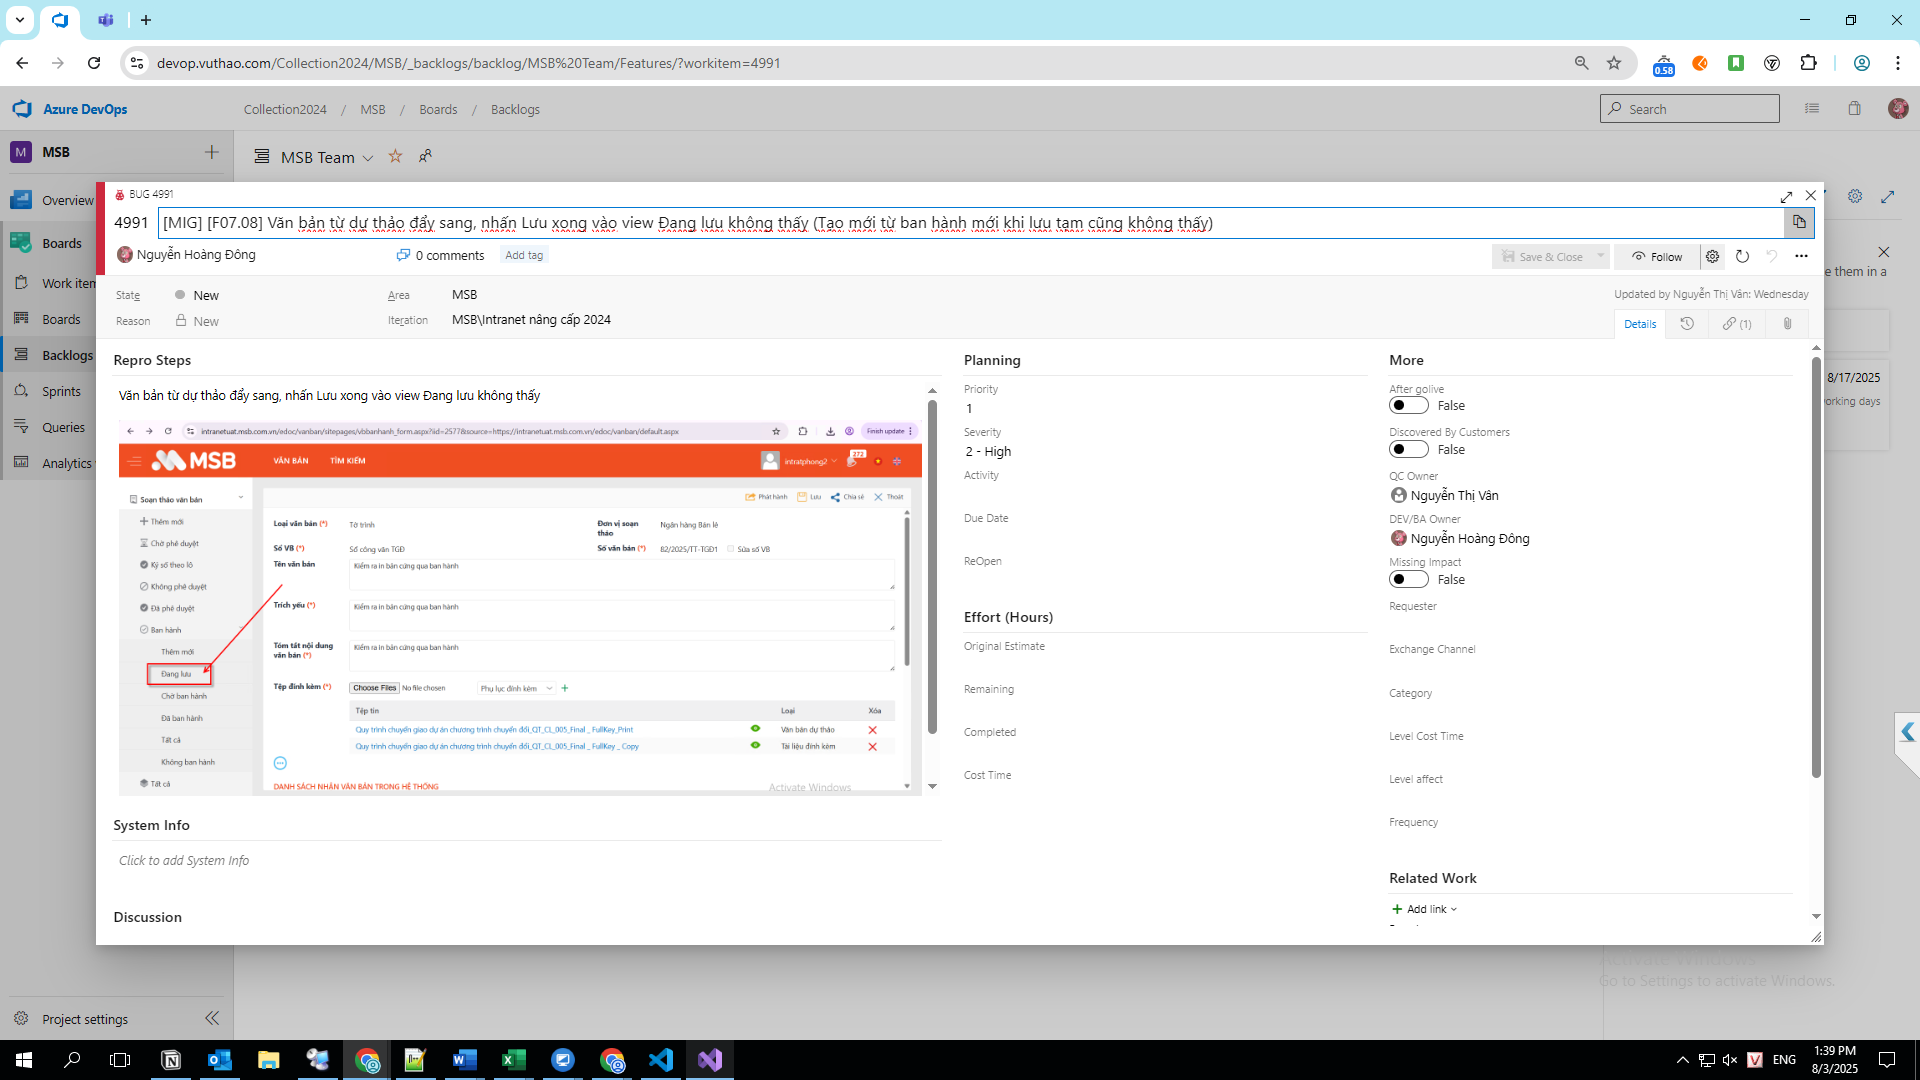 devop.vuthao.com/Collection2024/MSB/_backlogs/backlog/MSB%20Team/Features/?workitem=4991
0.58
Azure DevOps
Collection2024 / MSB / Boards / Backlogs
Search
M MSB
MSB Team
Overview
Boards
Work item
Boards
Backlogs
Sprints
Queries
Analytics
Project settings
e them in a
8/17/2025
orking days
BUG 4991
4991 [MIG] [F07.08] Văn bản từ dự thảo đẩy sang, nhấn Lưu xong vào view Đang lưu không thấy (Tạo mới từ ban hành mới khi lưu tạm cũng không thấy)
Nguyễn Hoàng Đông
0 comments
Add tag
Save & Close
Follow
State New
Area MSB
Updated by Nguyễn Thị Vân: Wednesday
Reason New
Iteration MSB\Intranet nâng cấp 2024
Details
(1)
Repro Steps
Văn bản từ dự thảo đẩy sang, nhấn Lưu xong vào view Đang lưu không thấy
intranetuat.msb.com.vn/edoc/vanban/sitepages/vbbanhanh_form.aspx?iid=2577&source=https://intranetuat.msb.com.vn/edoc/vanban/default.aspx
Finish update
MSB
VĂN BẢN
TÌM KIẾM
intratphong2
272
Soạn thảo văn bản
Thêm mới
Chờ phê duyệt
Ký số theo lô
Không phê duyệt
Đã phê duyệt
Ban hành
Thêm mới
Đang lưu
Chờ ban hành
Đã ban hành
Tất cả
Không ban hành
Tất cả
Phát hành
Lưu
Chia sẻ
Thoát
Loại văn bản (*) Tờ trình
Đơn vị soạn thảo Ngân hàng Bán lẻ
Số VB (*) Sổ công văn TGĐ
Số văn bản (*) 82/2025/TT-TGĐ1 Sửa số VB
Tên văn bản Kiểm ra in bản cứng qua ban hành
Trích yếu (*) Kiểm ra in bản cứng qua ban hành
Tóm tắt nội dung văn bản (*) Kiểm ra in bản cứng qua ban hành
Tệp đính kèm (*) Choose Files No file chosen
Phụ lục đính kèm
Tệp tin Loại Xóa
Quy trình chuyển giao dự án chương trình chuyển đổi_QT_CL_005_Final _ FullKey_Print Văn bản dự thảo
Quy trình chuyển giao dự án chương trình chuyển đổi_QT_CL_005_Final _ FullKey _ Copy Tài liệu đính kèm
DANH SÁCH NHẬN VĂN BẢN TRONG HỆ THỐNG
Activate Windows
System Info
Click to add System Info
Discussion
Planning
Priority
1
Severity
2 - High
Activity
Due Date
ReOpen
Effort (Hours)
Original Estimate
Remaining
Completed
Cost Time
More
After golive
False
Discovered By Customers
False
QC Owner
Nguyễn Thị Vân
DEV/BA Owner
Nguyễn Hoàng Đông
Missing Impact
False
Requester
Exchange Channel
Category
Level Cost Time
Level affect
Frequency
Related Work
Add link
Activate Windows
Go to Settings to activate Windows.
ENG
1:39 PM
8/3/2025